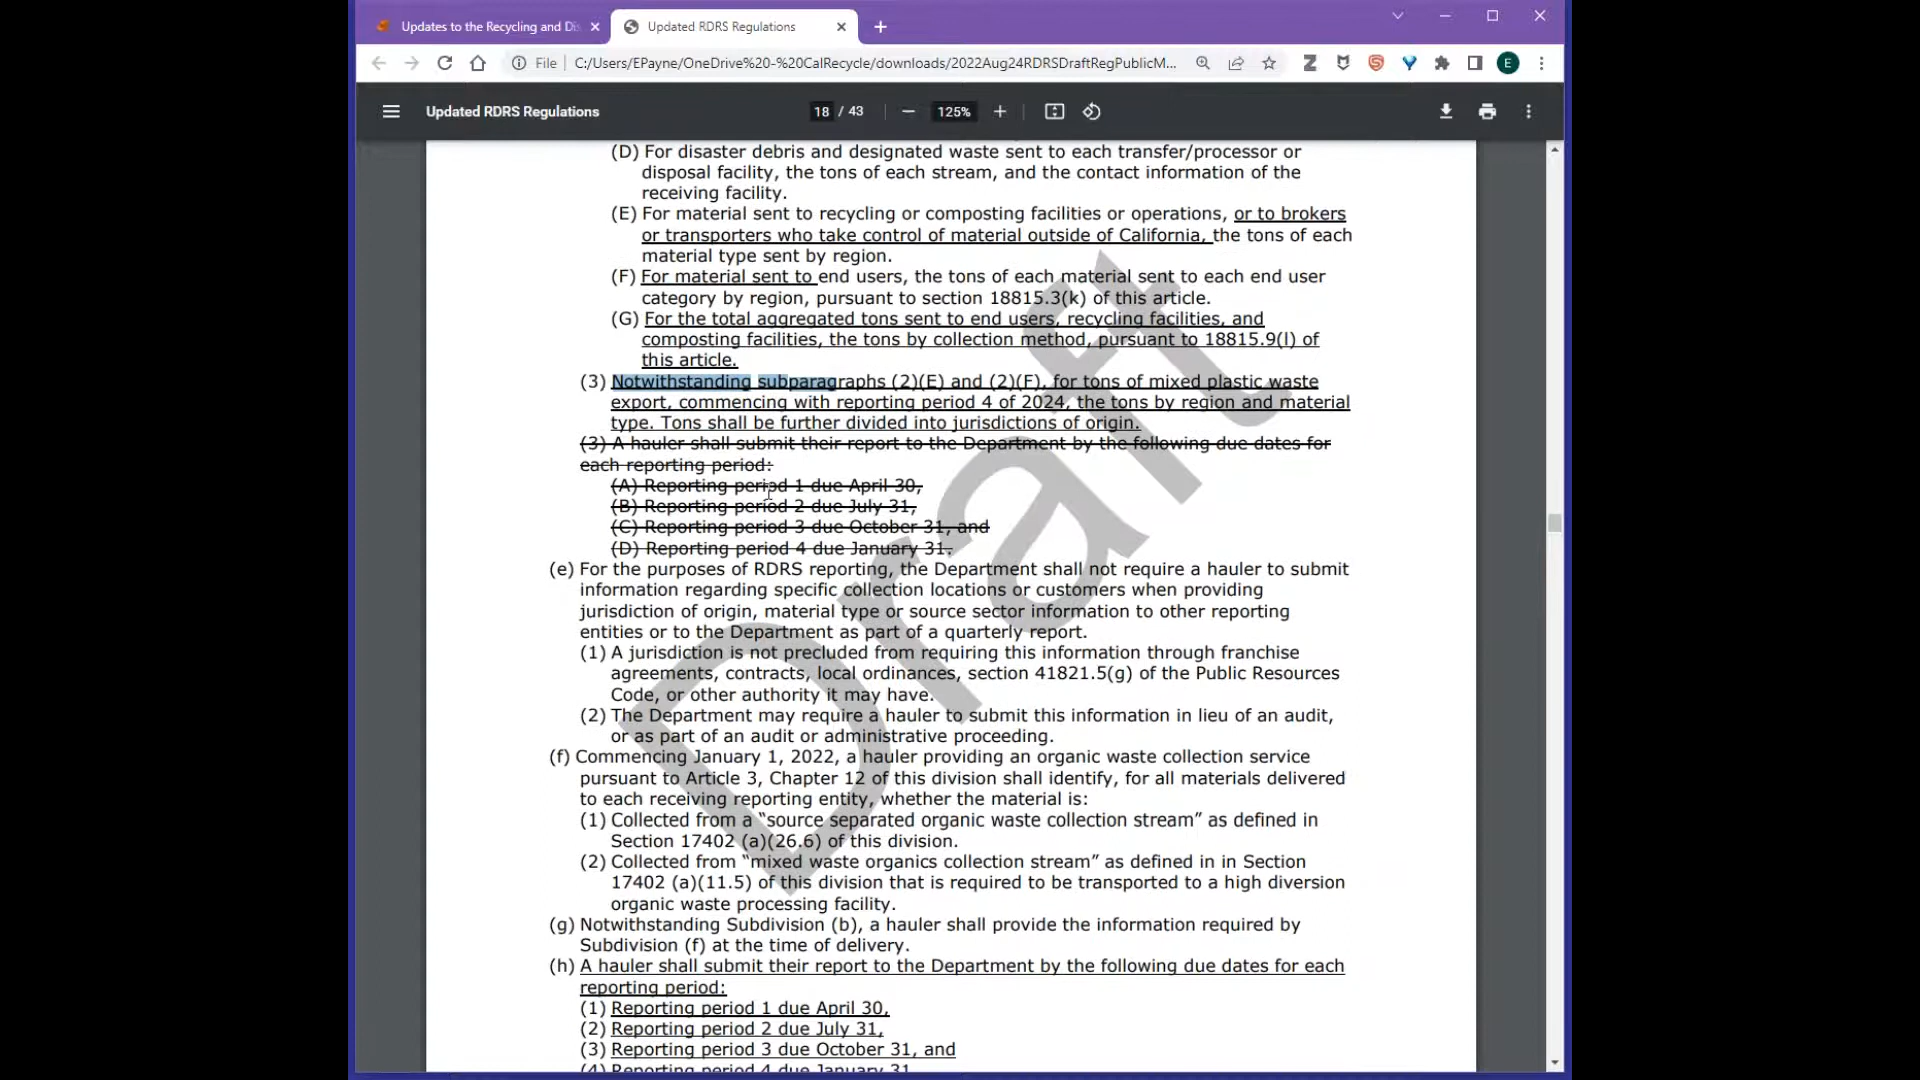 Updates to the Recycling and Dis
Updated RDRS Regulations
File
C:/Users/EPayne/OneDrive%20-%20CalRecycle/downloads/2022Aug24RDRSDraftRegPublicM...
E
Updated RDRS Regulations
18 / 43
125%
(D) For disaster debris and designated waste sent to each transfer/processor or
disposal facility, the tons of each stream, and the contact information of the
receiving facility.
(E) For material sent to recycling or composting facilities or operations, or to brokers
or transporters who take control of material outside of California, the tons of each
material type sent by region.
(F) For material sent to end users, the tons of each material sent to each end user
category by region, pursuant to section 18815.3(k) of this article.
(G) For the total aggregated tons sent to end users, recycling facilities, and
composting facilities, the tons by collection method, pursuant to 18815.9(l) of
this article.
(3) Notwithstanding subparagraphs (2)(E) and (2)(F), for tons of mixed plastic waste
export, commencing with reporting period 4 of 2024, the tons by region and material
type. Tons shall be further divided into jurisdictions of origin.
(3) A hauler shall submit their report to the Department by the following due dates for
each reporting period:
(A) Reporting period 1 due April 30,
(B) Reporting period 2 due July 31,
(C) Reporting period 3 due October 31, and
(D) Reporting period 4 due January 31.
(e) For the purposes of RDRS reporting, the Department shall not require a hauler to submit
information regarding specific collection locations or customers when providing
jurisdiction of origin, material type or source sector information to other reporting
entities or to the Department as part of a quarterly report.
(1) A jurisdiction is not precluded from requiring this information through franchise
agreements, contracts, local ordinances, section 41821.5(g) of the Public Resources
Code, or other authority it may have.
(2) The Department may require a hauler to submit this information in lieu of an audit,
or as part of an audit or administrative proceeding.
(f) Commencing January 1, 2022, a hauler providing an organic waste collection service
pursuant to Article 3, Chapter 12 of this division shall identify, for all materials delivered
to each receiving reporting entity, whether the material is:
(1) Collected from a “source separated organic waste collection stream” as defined in
Section 17402 (a)(26.6) of this division.
(2) Collected from “mixed waste organics collection stream” as defined in in Section
17402 (a)(11.5) of this division that is required to be transported to a high diversion
organic waste processing facility.
(g) Notwithstanding Subdivision (b), a hauler shall provide the information required by
Subdivision (f) at the time of delivery.
(h) A hauler shall submit their report to the Department by the following due dates for each
reporting period:
(1) Reporting period 1 due April 30,
(2) Reporting period 2 due July 31,
(3) Reporting period 3 due October 31, and
(4) Reporting period 4 due January 31
Draft